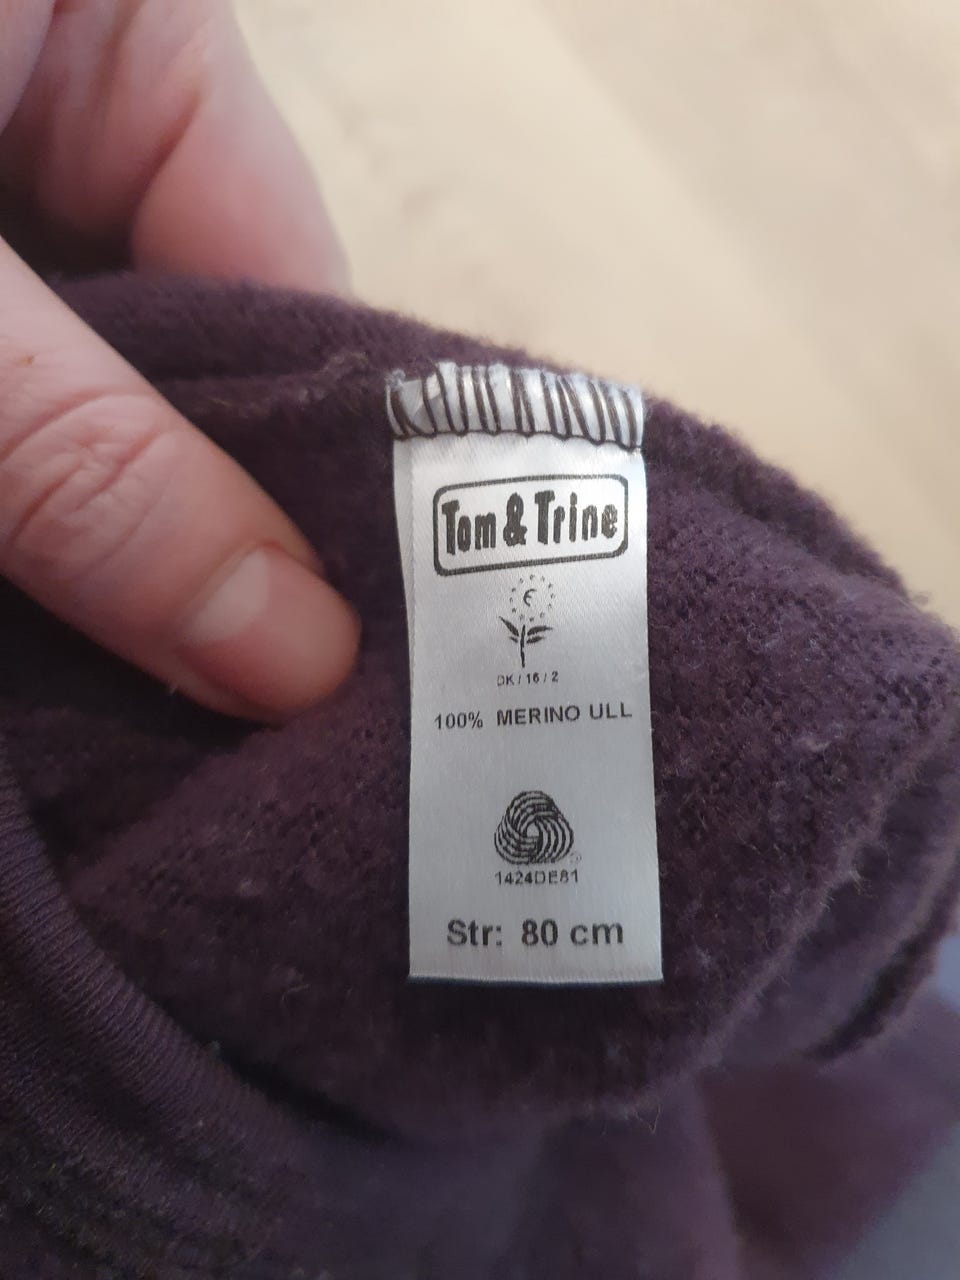 Tom & Trine
€
DK / 16 / 2
100% MERINO ULL
1424DE81
Str: 80 cm